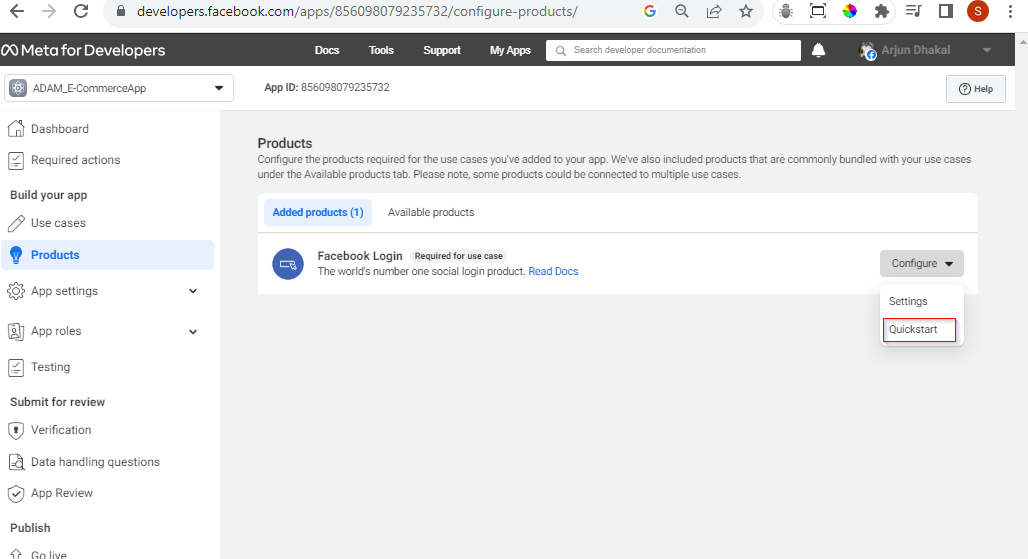 developers.facebook.com/apps/856098079235732/configure-products/
S
Meta for Developers
Docs
Tools
Support
My Apps
Search developer documentation
Arjun Dhakal
ADAM_E-CommerceApp
App ID: 856098079235732
Help
Dashboard
Required actions
Build your app
Use cases
Products
App settings
App roles
Testing
Submit for review
Verification
Data handling questions
App Review
Publish
Go live
Products
Configure the products required for the use cases you've added to your app. We've also included products that are commonly bundled with your use cases
under the Available products tab. Please note, some products could be connected to multiple use cases.
Added products (1)
Available products
Facebook Login Required for use case
The world's number one social login product. Read Docs
Configure
Settings
Quickstart